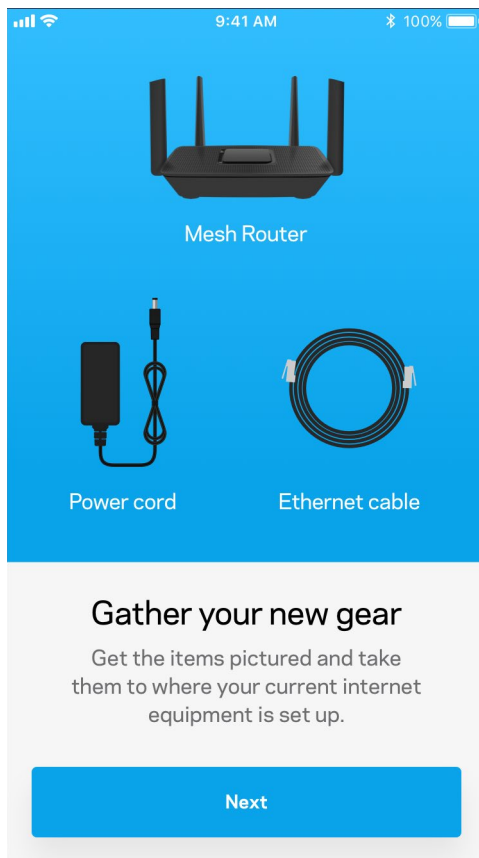 9:41 AM
100%
Mesh Router
Power cord
Ethernet cable
Gather your new gear
Get the items pictured and take
them to where your current internet
equipment is set up.
Next